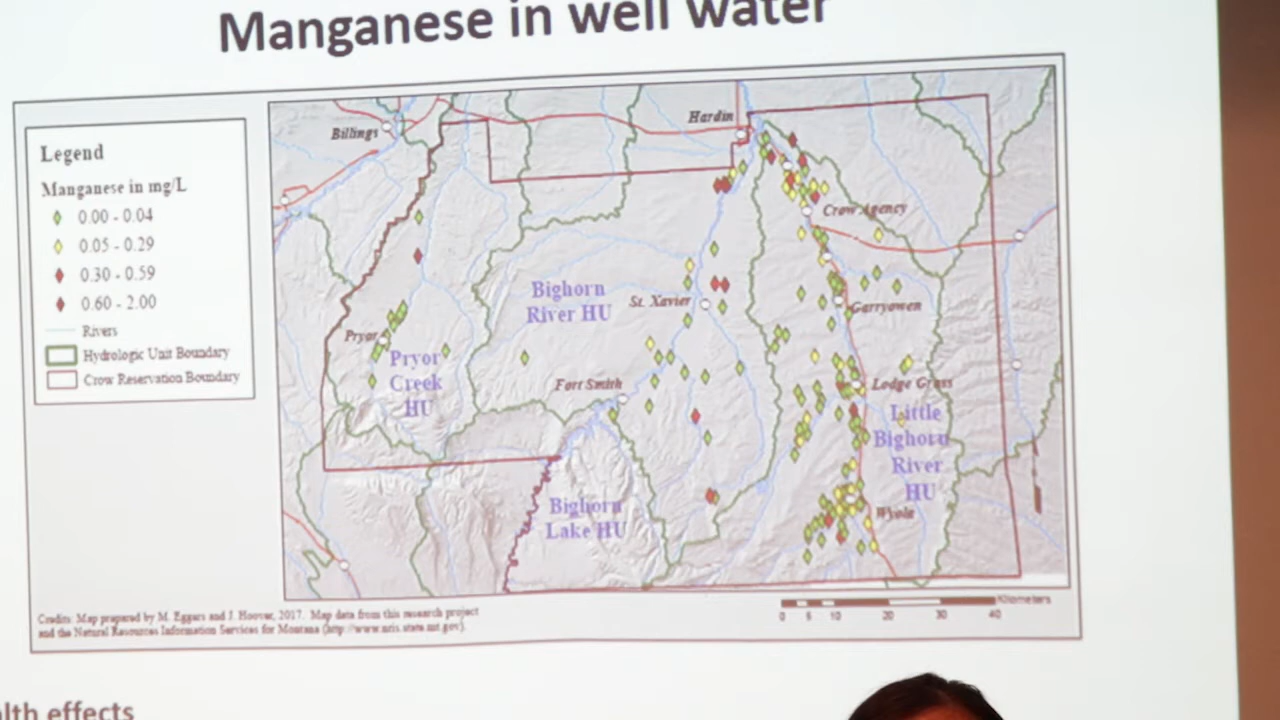 Manganese in well water
Legend
Manganese in mg/L
0.00 - 0.04
0.05 - 0.29
0.30 - 0.59
0.60 - 2.00
Rivers
Hydrologic Unit Boundary
Crow Reservation Boundary
Billings
Hardin
Crow Agency
Bighorn
River HU
St. Xavier
Garryowen
Pryor
Pryor
Creek
HU
Fort Smith
Lodge Grass
Little
Bighorn
River
HU
Bighorn
Lake HU
Wyola
Credits: Map prepared by M. Eggers and J. Hoover, 2017. Map data from this research project
and the Natural Resources Information Services for Montana (http://www.nris.state.mt.gov).
Kilometers
0 5 10 20 30 40
lth effects